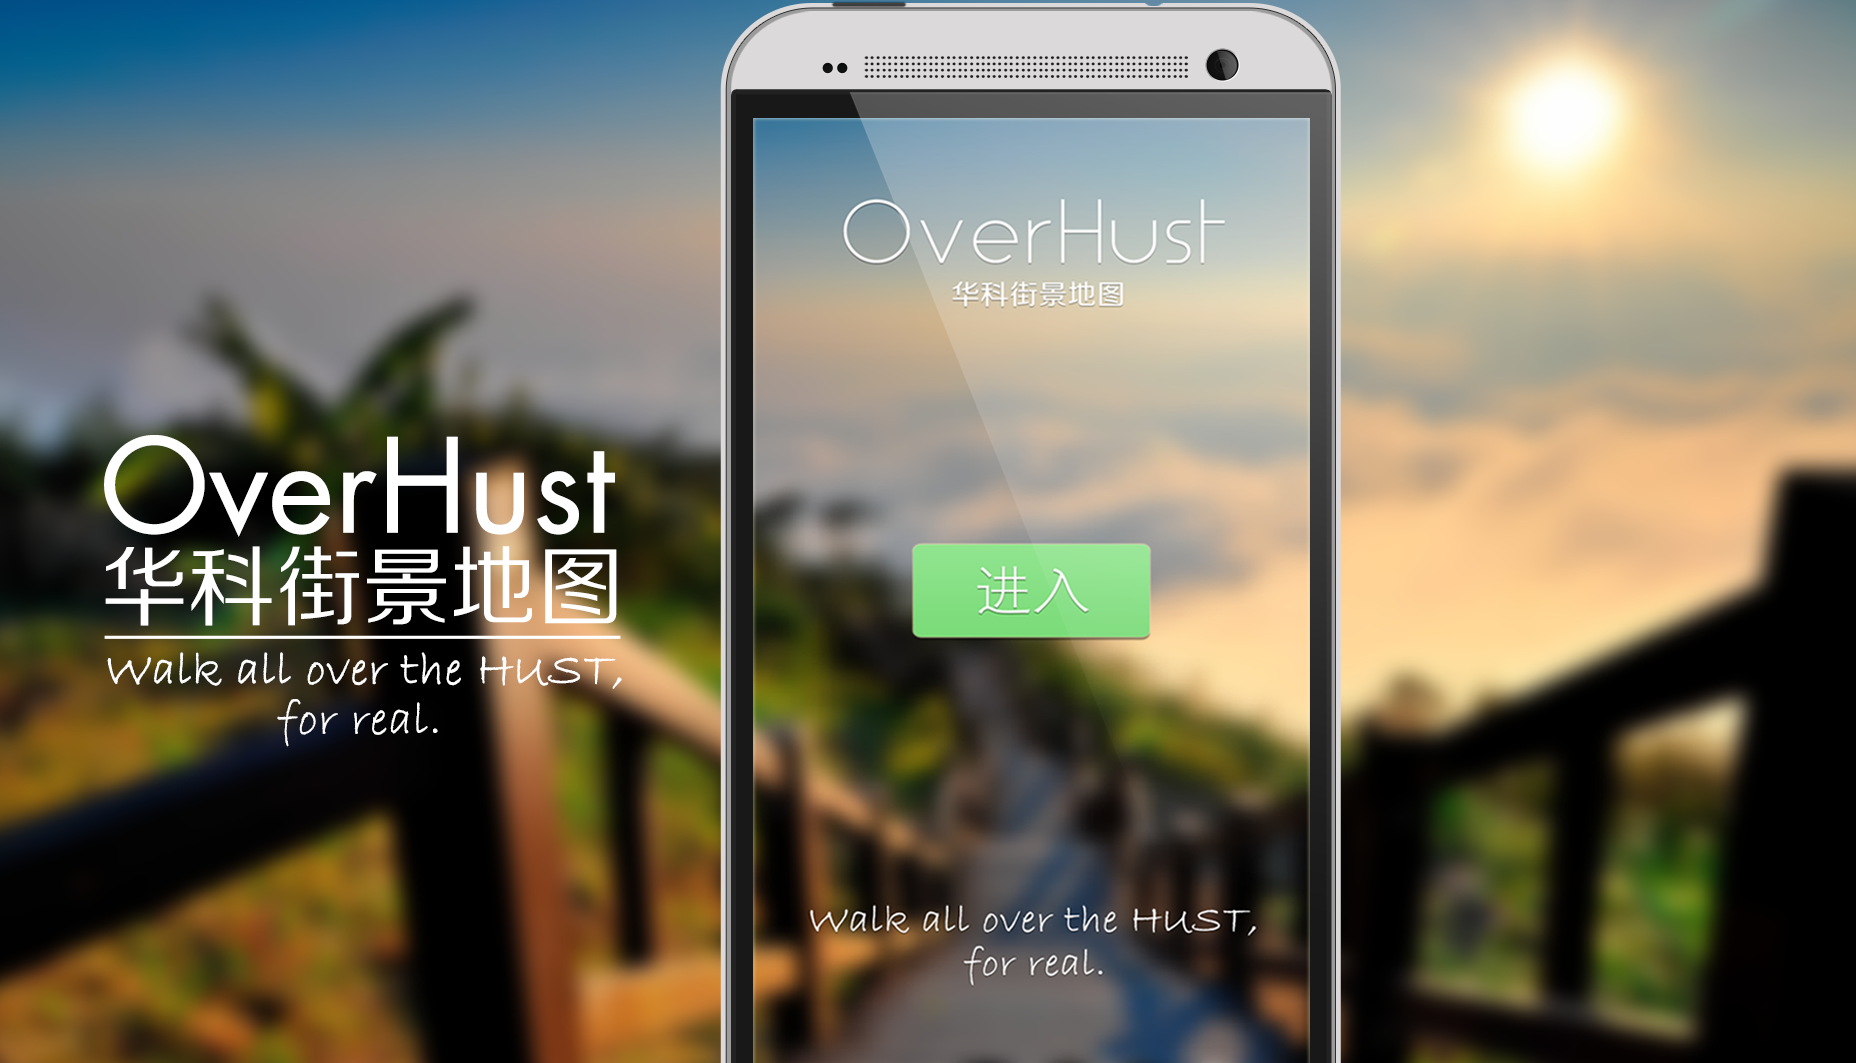 OverHust
华科街景地图
Walk all over the HUST,
for real.
OverHust
华科街景地图
进入
Walk all over the HUST,
for real.